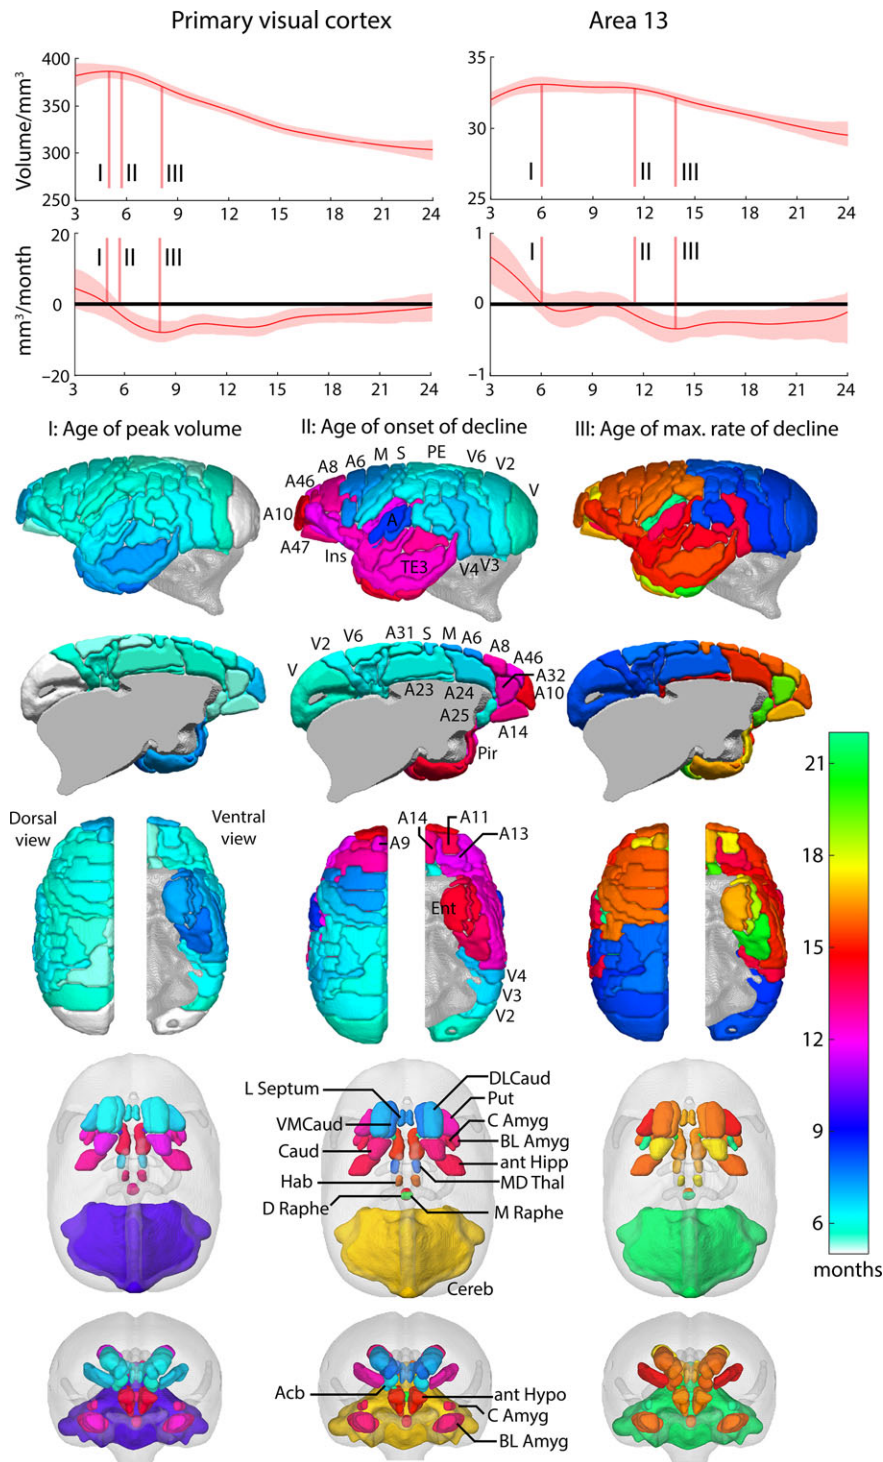 Primary visual cortex Area 13
Volume/mm³
400
350
300
250
I II III
3 6 9 12 15 18 21 24
35
30
25
I II III
3 6 9 12 15 18 21 24
mm³/month
20
0
−20
I II III
3 6 9 12 15 18 21 24
1
0
−1
I II III
3 6 9 12 15 18 21 24
I: Age of peak volume II: Age of onset of decline III: Age of max. rate of decline
A10 A46 A8 A6 M S PE V6 V2 V
A47 Ins A TE3 V4 V3
V V2 V6 A31 S M A6 A8 A46 A32 A10
A23 A24 A25 A14 Pir
Dorsal view
Ventral view
A14 A11 A9 A13
Ent
V4
V3
V2
L Septum
VMCaud
Caud
Hab
D Raphe
DLCaud
Put
C Amyg
BL Amyg
ant Hipp
MD Thal
M Raphe
Cereb
Acb
ant Hypo
C Amyg
BL Amyg
21
18
15
12
9
6
months